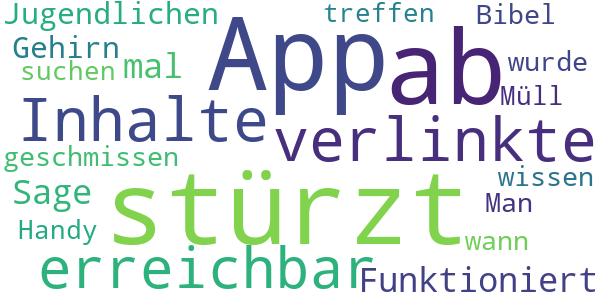 Jugendlichen App treffen Bibel
Gehirn ab wurde
suchen mal Müll
Inhalte verlinkte
geschmissen stürzt wissen
Sage Man
Handy wann
erreichbar Funktioniert